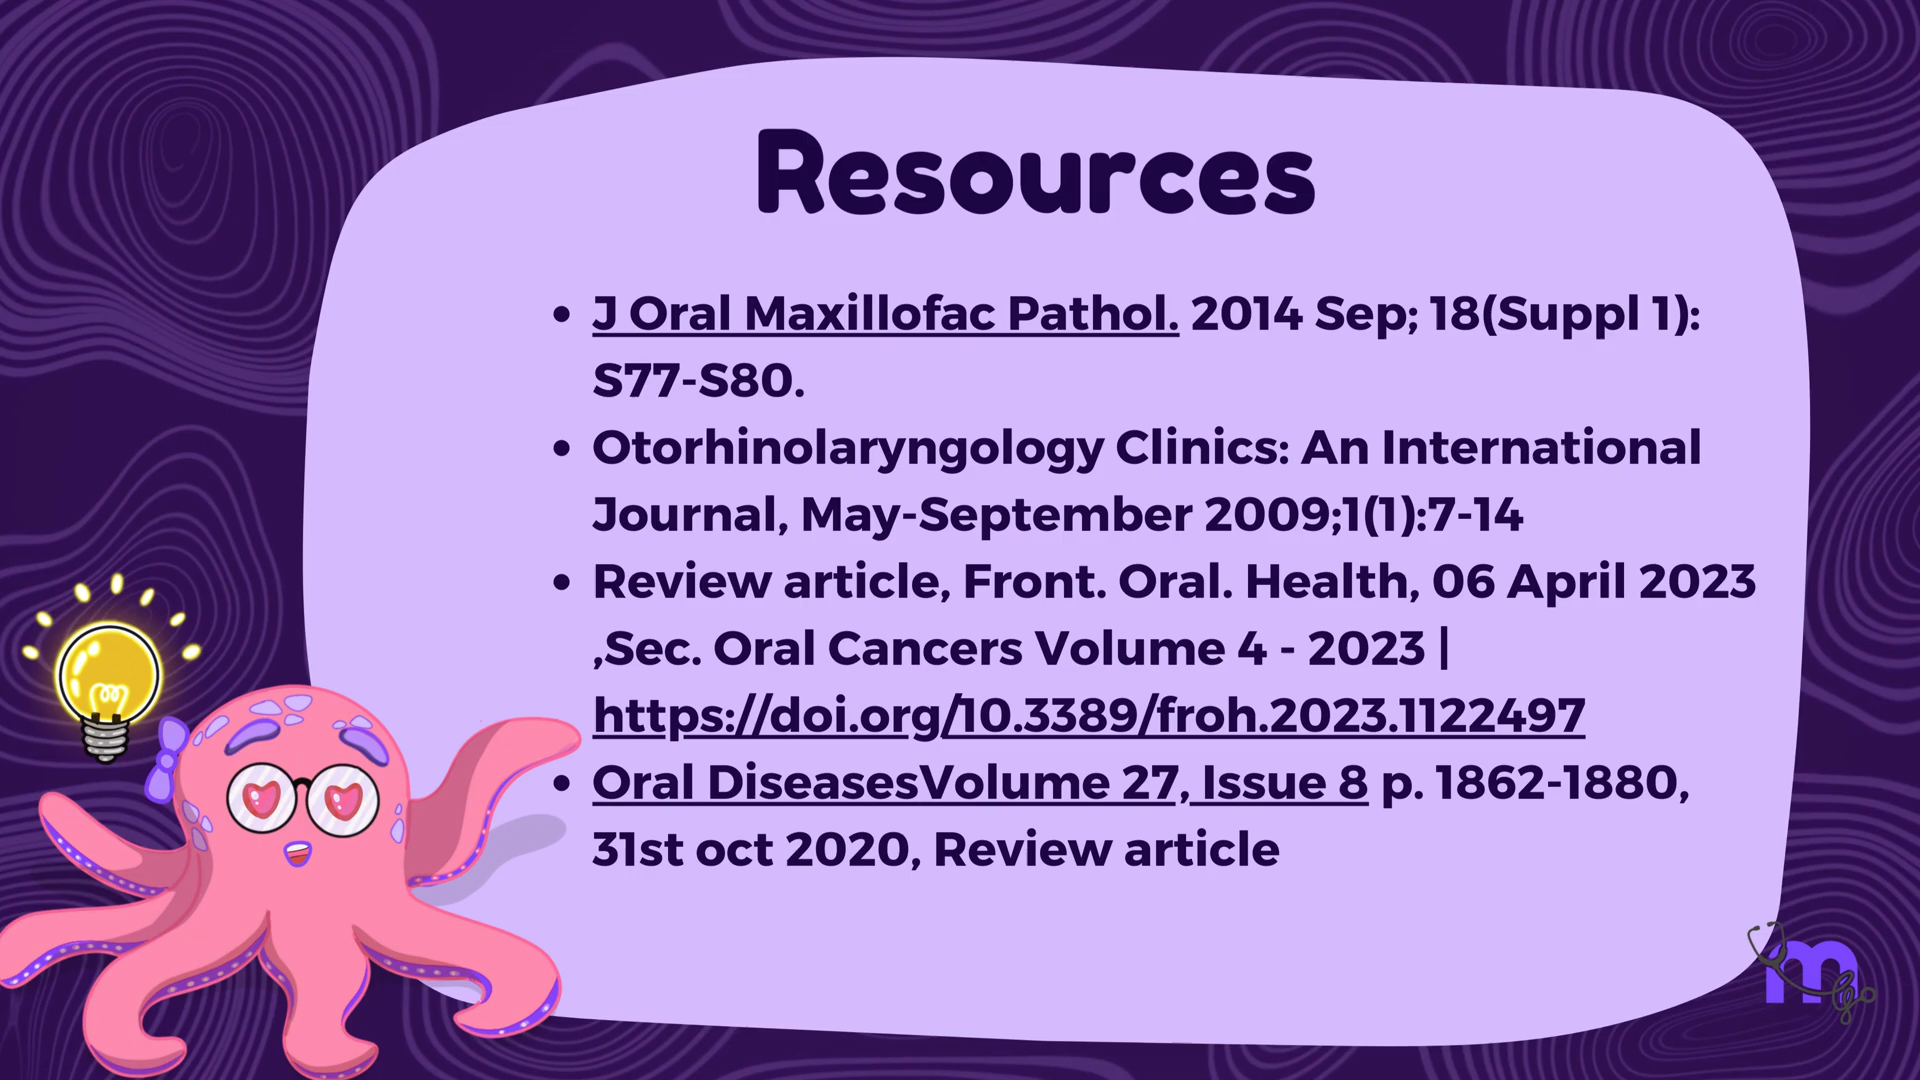 Resources
• J Oral Maxillofac Pathol. 2014 Sep; 18(Suppl 1):
S77-S80.
• Otorhinolaryngology Clinics: An International
Journal, May-September 2009;1(1):7-14
• Review article, Front. Oral. Health, 06 April 2023
,Sec. Oral Cancers Volume 4 - 2023 |
https://doi.org/10.3389/froh.2023.1122497
• Oral DiseasesVolume 27, Issue 8 p. 1862-1880,
31st oct 2020, Review article
m
go